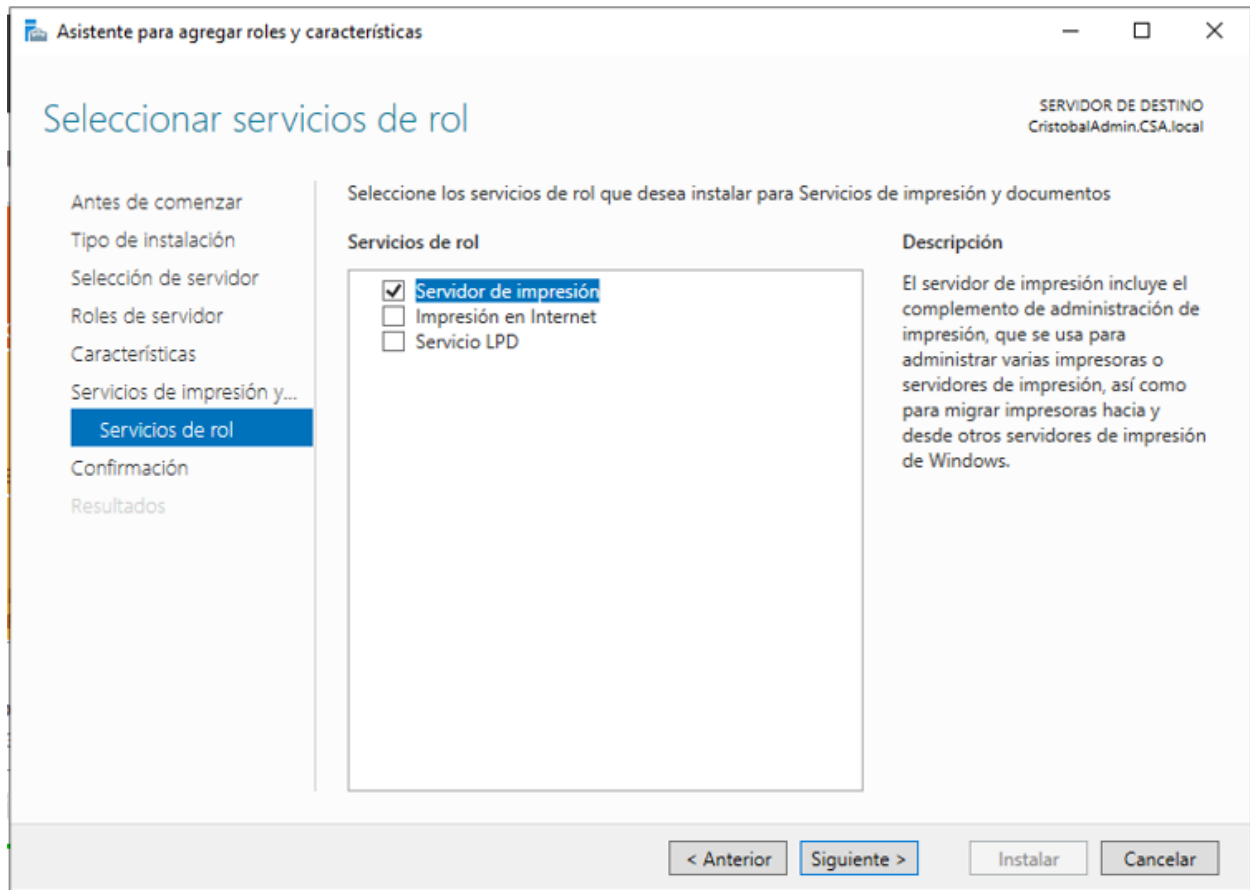 Asistente para agregar roles y características
Seleccionar servicios de rol
SERVIDOR DE DESTINO
CristobalAdmin.CSA.local
Antes de comenzar
Tipo de instalación
Selección de servidor
Roles de servidor
Características
Servicios de impresión y...
Servicios de rol
Confirmación
Resultados
Seleccione los servicios de rol que desea instalar para Servicios de impresión y documentos
Servicios de rol
Servidor de impresión
Impresión en Internet
Servicio LPD
Descripción
El servidor de impresión incluye el
complemento de administración de
impresión, que se usa para
administrar varias impresoras o
servidores de impresión, así como
para migrar impresoras hacia y
desde otros servidores de impresión
de Windows.
< Anterior
Siguiente >
Instalar
Cancelar